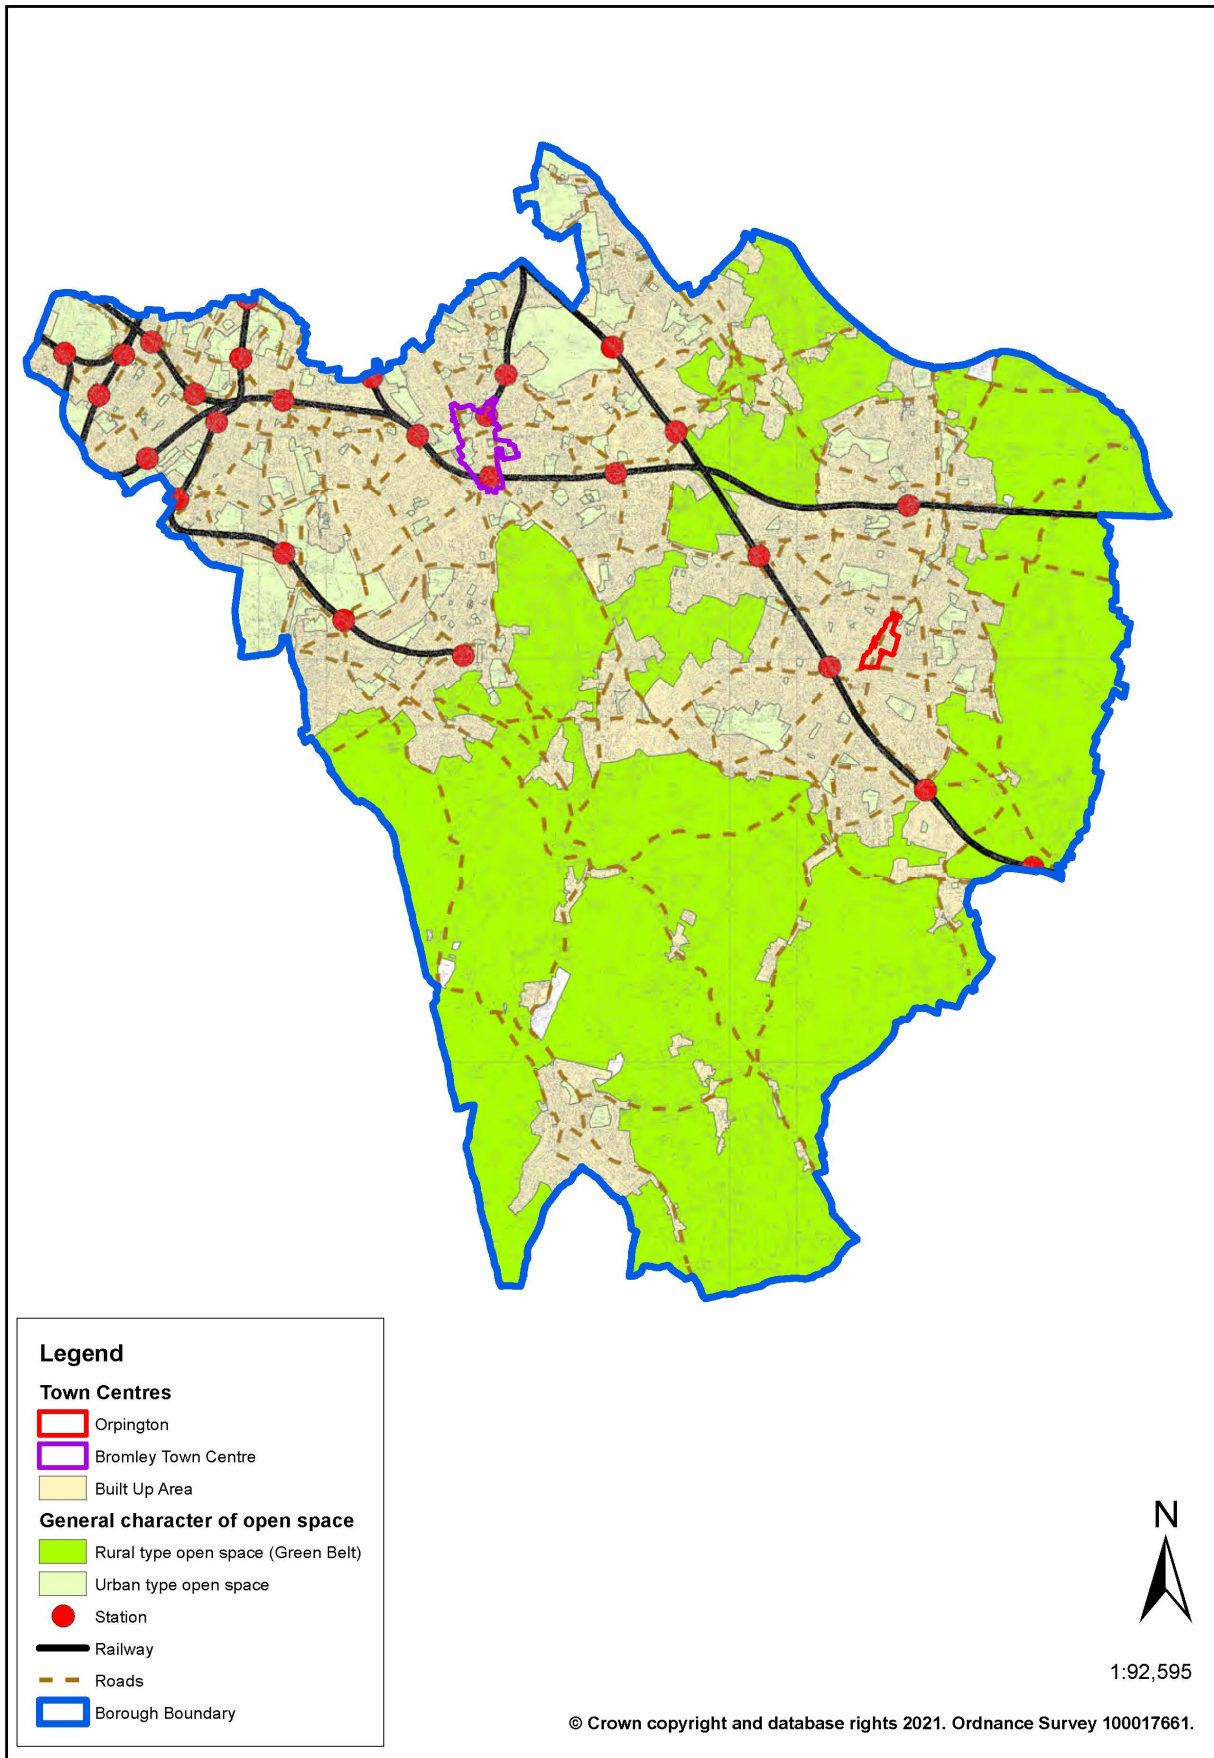 Legend
Town Centres
Orpington
Bromley Town Centre
Built Up Area
General character of open space
Rural type open space (Green Belt)
Urban type open space
Station
Railway
Roads
Borough Boundary
N
1:92,595
© Crown copyright and database rights 2021. Ordnance Survey 100017661.